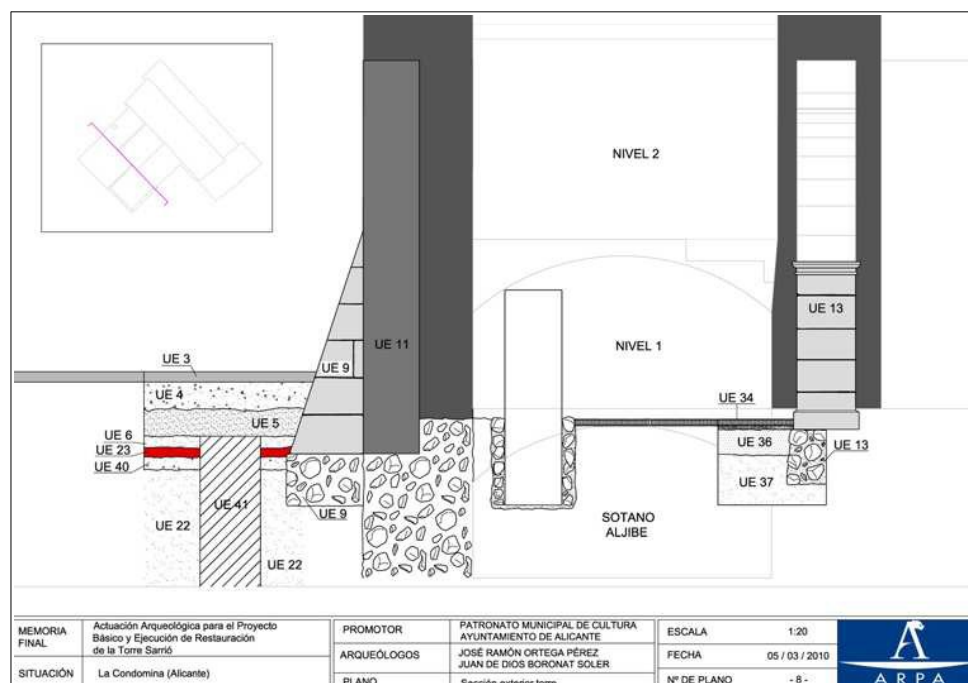 NIVEL 2
UE 13
UE 11
NIVEL 1
UE 9
UE 3
UE 4
UE 5
UE 34
UE 6
UE 23
UE 40
UE 36
UE 13
UE 37
UE 41
UE 9
UE 22
UE 22
SOTANO
ALJIBE
MEMORIA
FINAL
Actuación Arqueológica para el Proyecto
Básico y Ejecución de Restauración
de la Torre Sarrió
SITUACIÓN
La Condomina (Alicante)
PROMOTOR
PATRONATO MUNICIPAL DE CULTURA
AYUNTAMIENTO DE ALICANTE
ARQUEÓLOGOS
JOSÉ RAMÓN ORTEGA PÉREZ
JUAN DE DIOS BORONAT SOLER
PLANO
Sección exterior torre
ESCALA 1:20
FECHA 05 / 03 / 2010
Nº DE PLANO - 8 -
ARPA